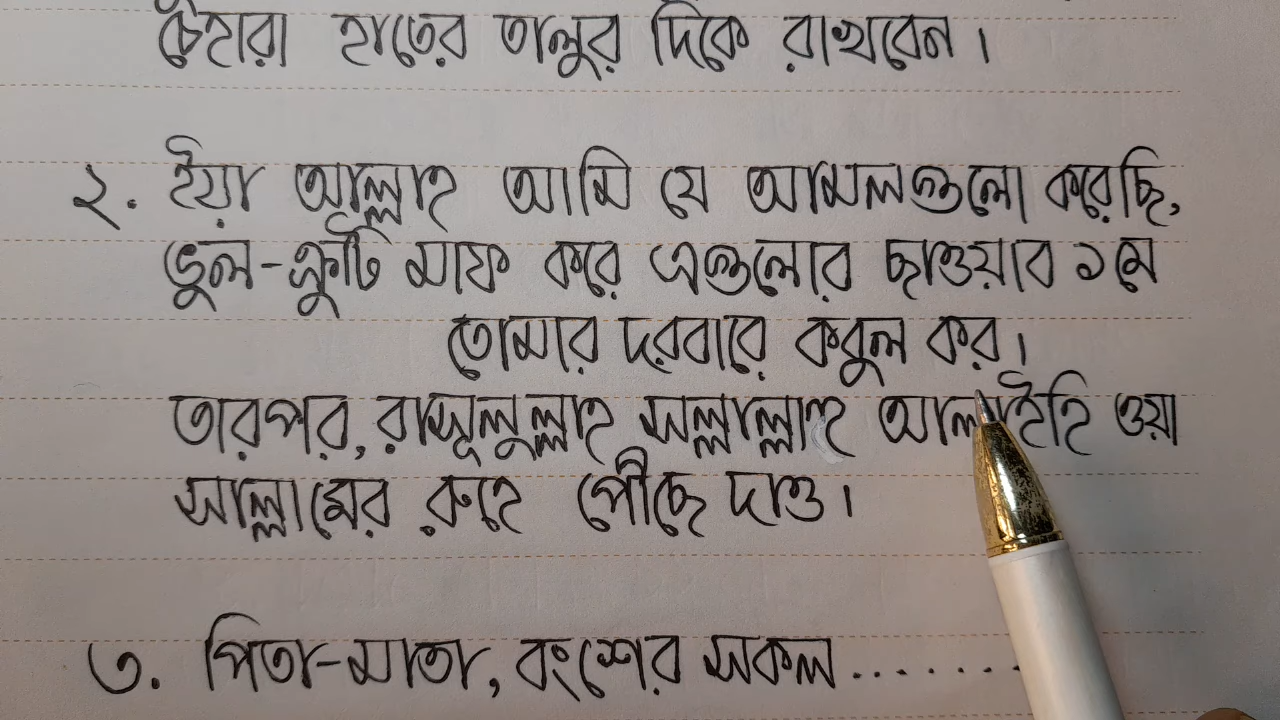 চেঁহারা হাতের তালুর দিকে রাখবেন।
২. ইয়া আল্লাহ আমি যে আমলগুলো করেছি,
ভুল-ত্রুটি মাফ করে এগুলোর ছাওয়াব ১মে
তোমার দরবারে কবুল কর।
তারপর, রাসূলুল্লাহ সল্লাল্লাহু আলাইহি ওয়া
সাল্লামের রুহে পৌঁছে দাও।
৩. পিতা-মাতা, বংশের সকল.......